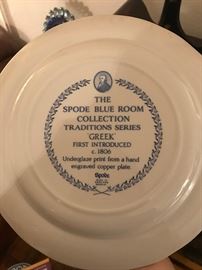 THE
SPODE BLUE ROOM
COLLECTION
TRADITIONS SERIES
'GREEK'
FIRST INTRODUCED
c. 1806
Underglaze print from a hand
engraved copper plate
Spode